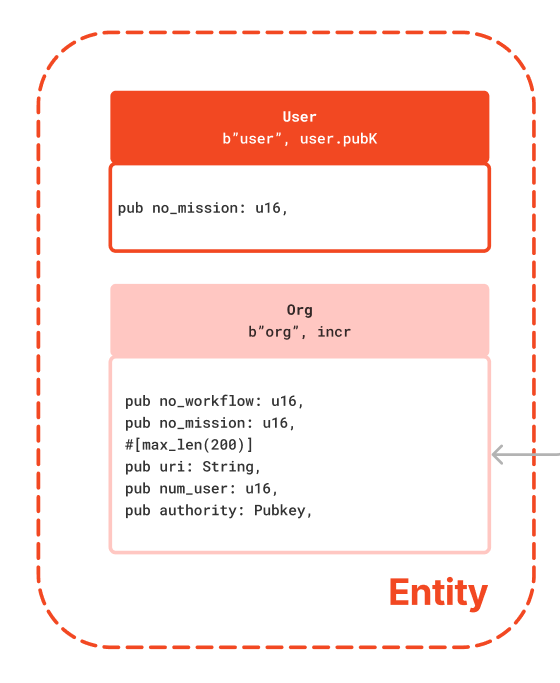 User
b”user”, user.pubK
pub no_mission: u16,
Org
b”org”, incr
pub no_workflow: u16,
pub no_mission: u16,
#[max_len(200)]
pub uri: String,
pub num_user: u16,
pub authority: Pubkey,
Entity